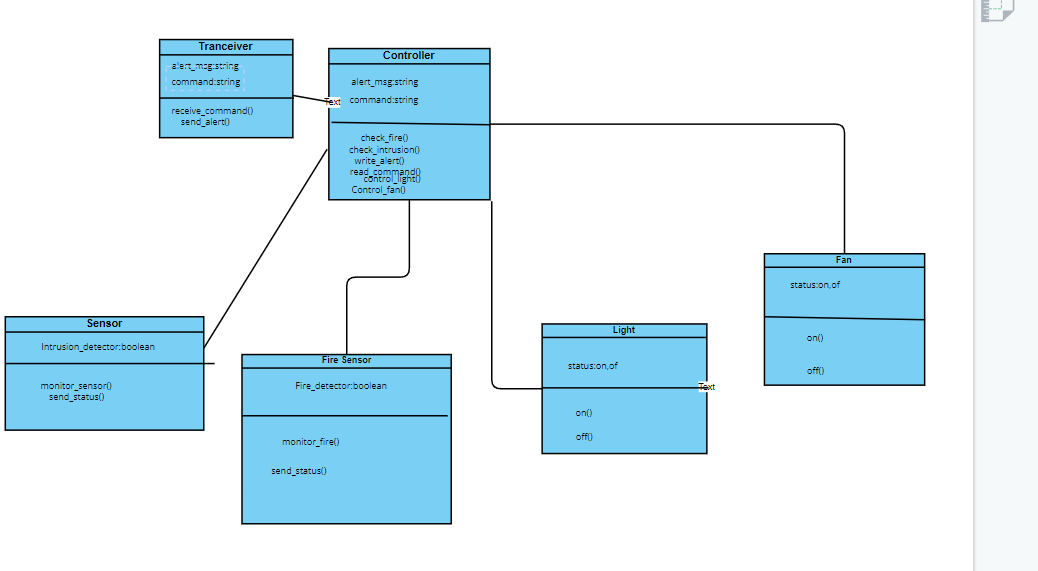 Tranceiver
alert_msg:string
command:string
receive_command()
send_alert()
Text
Controller
alert_msg:string
command:string
check_fire()
check_intrusion()
write_alert()
read_command()
control_light()
Control_fan()
Fan
status:on,of
on()
off()
Sensor
Intrusion_detector:boolean
monitor_sensor()
send_status()
Fire Sensor
Fire_detector:boolean
monitor_fire()
send_status()
Light
status:on,of
Text
on()
off()